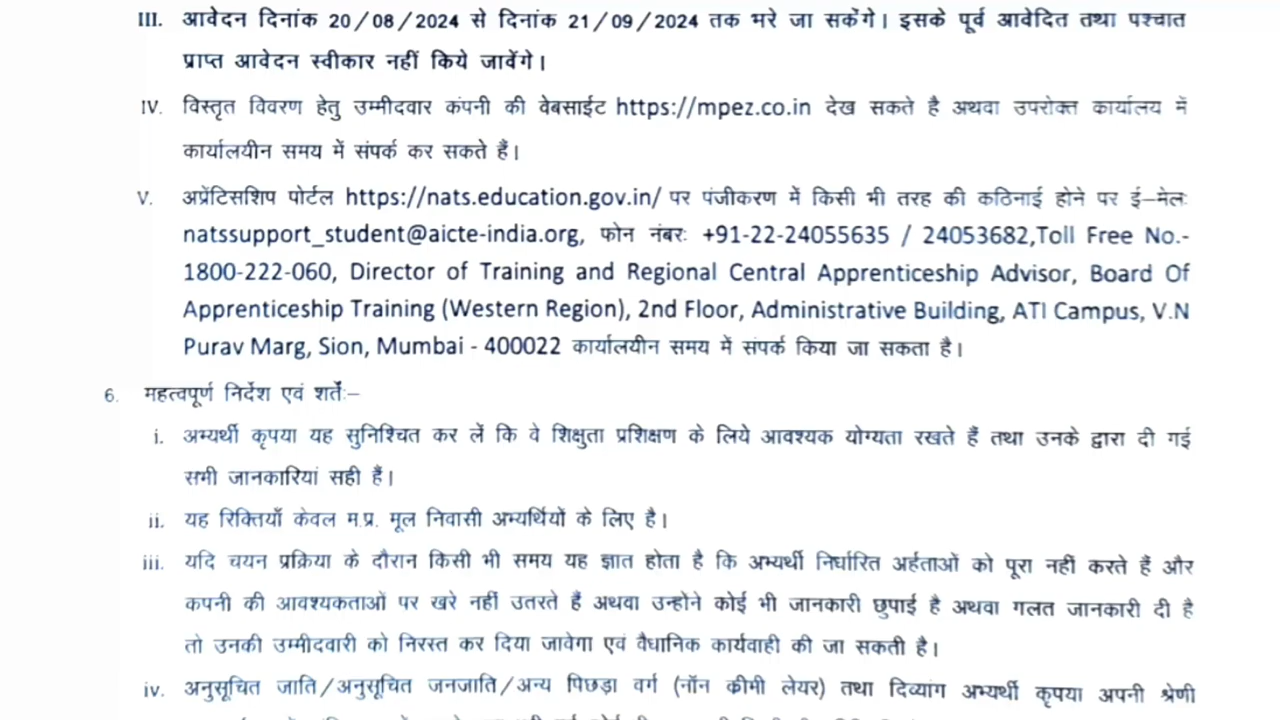 III. आवेदन दिनांक 20/08/2024 से दिनांक 21/09/2024 तक भरे जा सकेंगे। इसके पूर्व आवेदित तथा पश्चात
प्राप्त आवेदन स्वीकार नहीं किये जावेंगे।
IV. विस्तृत विवरण हेतु उम्मीदवार कंपनी की वेबसाईट https://mpez.co.in देख सकते है अथवा उपरोक्त कार्यालय में
कार्यालयीन समय में संपर्क कर सकते हैं।
V. अप्रेंटिसशिप पोर्टल https://nats.education.gov.in/ पर पंजीकरण में किसी भी तरह की कठिनाई होने पर ई–मेलः
natssupport_student@aicte-india.org, फोन नंबरः +91-22-24055635 / 24053682,Toll Free No.-
1800-222-060, Director of Training and Regional Central Apprenticeship Advisor, Board Of
Apprenticeship Training (Western Region), 2nd Floor, Administrative Building, ATI Campus, V.N
Purav Marg, Sion, Mumbai - 400022 कार्यालयीन समय में संपर्क किया जा सकता है।
6. महत्वपूर्ण निर्देश एवं शर्तेंः–
i. अभ्यर्थी कृपया यह सुनिश्चित कर लें कि वे शिक्षुता प्रशिक्षण के लिये आवश्यक योग्यता रखते हैं तथा उनके द्वारा दी गई
सभी जानकारियां सही हैं।
ii. यह रिक्तियाँ केवल म.प्र. मूल निवासी अभ्यर्थियों के लिए है।
iii. यदि चयन प्रक्रिया के दौरान किसी भी समय यह ज्ञात होता है कि अभ्यर्थी निर्धारित अर्हताओं को पूरा नहीं करते हैं और
कपनी की आवश्यकताओं पर खरे नहीं उतरते हैं अथवा उन्होने कोई भी जानकारी छुपाई है अथवा गलत जानकारी दी है
तो उनकी उम्मीदवारी को निरस्त कर दिया जावेगा एवं वैधानिक कार्यवाही की जा सकती है।
iv. अनुसूचित जाति/अनुसूचित जनजाति/अन्य पिछड़ा वर्ग (नॉन क्रीमी लेयर) तथा दिव्यांग अभ्यर्थी कृपया अपनी श्रेणी